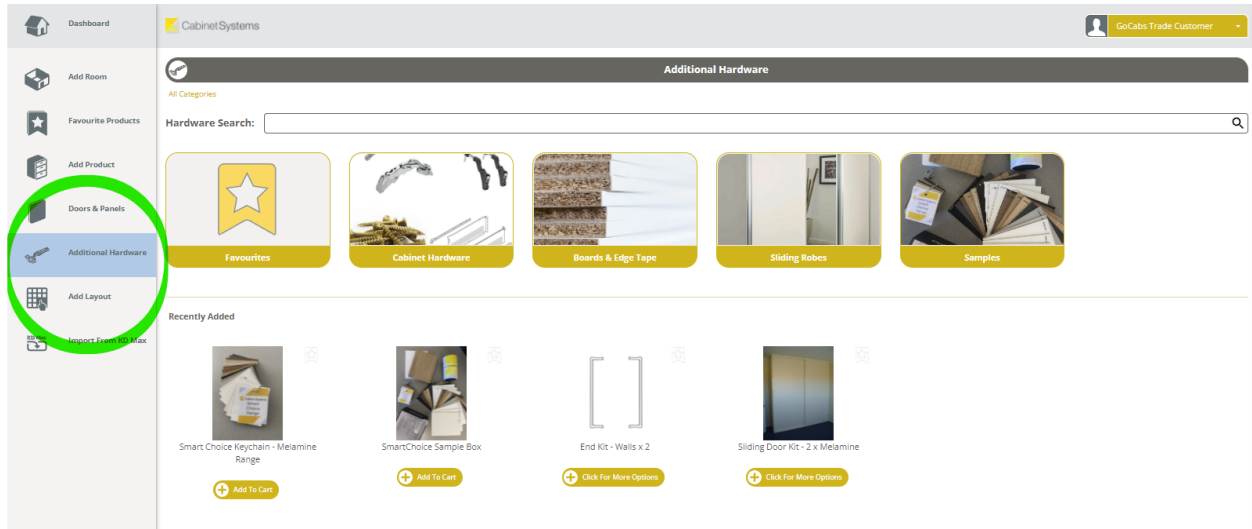 Dashboard
CabinetSystems
GoCabs Trade Customer
Add Room
Favourite Products
Add Product
Doors & Panels
Additional Hardware
Add Layout
Import From KD Max
Additional Hardware
All Categories
Hardware Search:
Favourites
Cabinet Hardware
Boards & Edge Tape
Sliding Robes
Samples
Recently Added
Smart Choice Keychain - Melamine
Range
Add To Cart
SmartChoice Sample Box
Add To Cart
End Kit - Walls x 2
Click For More Options
Sliding Door Kit - 2 x Melamine
Click For More Options